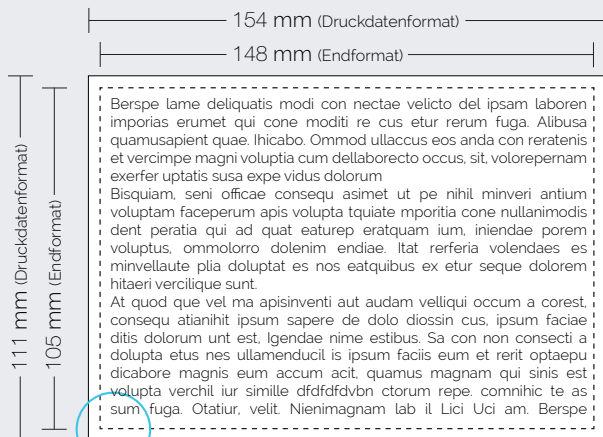 154 mm (Druckdatenformat)
148 mm (Endformat)
111 mm (Druckdatenformat)
105 mm (Endformat)
Berspe lame deliquatis modi con nectae velicto del ipsam laborem
imporias erumet qui cone moditi re cus etur rerum fuga. Alibusa
quamusapient quae. Ihicabo. Ommod ullaccus eos anda con reratenis
et vercimpe magni voluptia cum dellaborecto occus, sit, volorepernam
exerfer uptatis susa expe vidus dolorum
Bisquiam, seni officae consequ asimet ut pe nihil minveri antium
voluptam faceperum apis volupta tquiate mporitia cone nullanimodis
dent peratia qui ad quat eaturep eratquam ium, iniendae porem
voluptus, ommolorro dolenim endiae. Itat rerferia volendaes es
minvellaute plia doluptat es nos eatquibus ex etur seque dolorem
hitaeri vercilique sunt.
At quod que vel ma apisinventi aut audam velliqui occum a corest,
consequ atianihit ipsum sapere de dolo diossin cus, ipsum faciae
ditis dolorum unt est, Igendae nime estibus. Sa con non consecti a
dolupta etus nes ullamenducil is ipsum faciis eum et rerit optaepu
dicabore magnis eum accum acit, quamus magnam qui sinis est
volupta verchil iur simille dfdfdfdvbn ctorum repe. comnihic te as
sum fuga. Otatiur, velit. Nienimagnam lab il Lici Uci am. Berspe